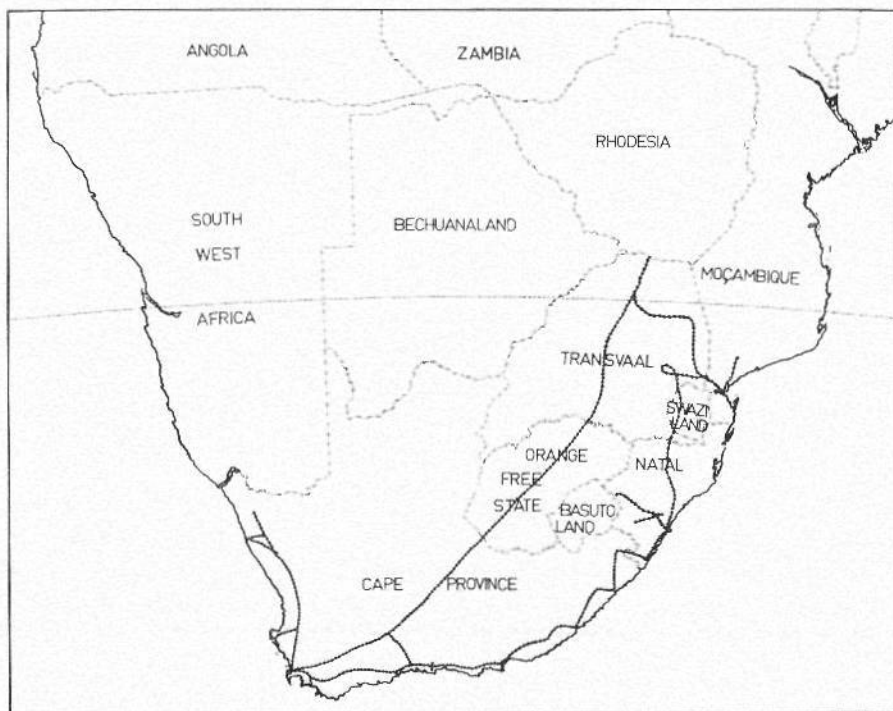 ANGOLA
ZAMBIA
RHODESIA
SOUTH
WEST
AFRICA
BECHUANALAND
MOÇAMBIQUE
TRANSVAAL
SWAZI
LAND
ORANGE
FREE
STATE
NATAL
BASUTO
LAND
CAPE PROVINCE